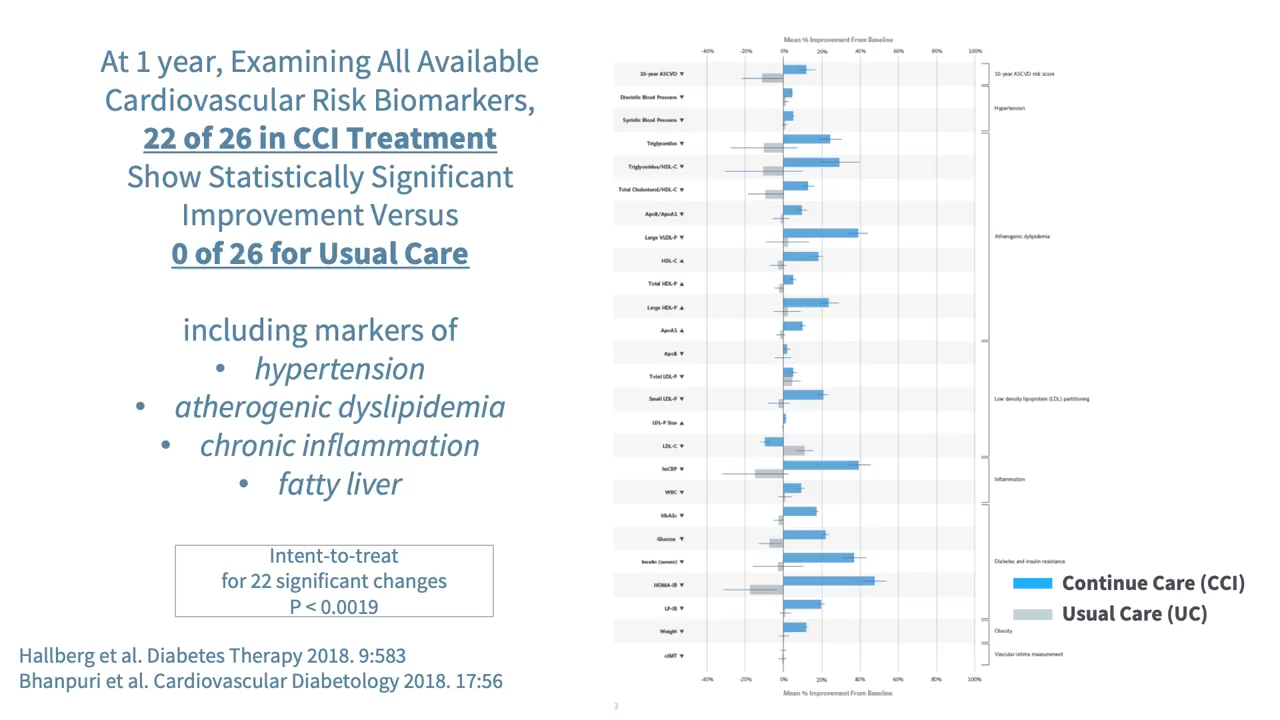 At 1 year, Examining All Available
Cardiovascular Risk Biomarkers,
22 of 26 in CCI Treatment
Show Statistically Significant
Improvement Versus
0 of 26 for Usual Care
including markers of
• hypertension
• atherogenic dyslipidemia
• chronic inflammation
• fatty liver
Intent-to-treat
for 22 significant changes
P < 0.0019
Hallberg et al. Diabetes Therapy 2018. 9:583
Bhanpuri et al. Cardiovascular Diabetology 2018. 17:56
Mean % Improvement From Baseline
-40% -20% 0% 20% 40% 60% 80% 100%
10-year ASCVD ▼
Diastolic Blood Pressure ▼
Systolic Blood Pressure ▼
Triglycerides ▼
Triglycerides/HDL-C ▼
Total Cholesterol/HDL-C ▼
ApoB/ApoA1 ▼
Large VLDL-P ▼
HDL-C ▲
Total HDL-P ▲
Large HDL-P ▲
ApoA1 ▲
ApoB ▼
Total LDL-P ▼
Small LDL-P ▼
LDL-P Size ▲
LDL-C ▼
hsCRP ▼
WBC ▼
HbA1c ▼
Glucose ▼
Insulin (serum) ▼
HOMA-IR ▼
LP-IR ▼
Weight ▼
cIMT ▼
-40% -20% 0% 20% 40% 60% 80% 100%
Mean % Improvement From Baseline
10-year ASCVD risk score
Hypertension
Atherogenic dylipidemia
Low density lipoprotein (LDL) partitioning
Inflammation
Diabetes and insulin resistance
Obesity
Vascular intima measurement
Continue Care (CCI)
Usual Care (UC)
3